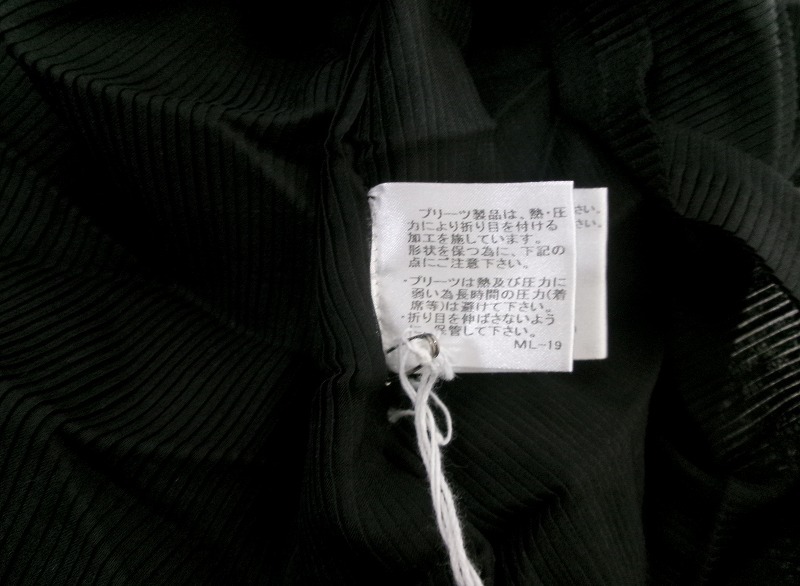 プリーツ製品は、熱・圧
力により折り目を付ける
加工を施しています。
形状を保つ為に、下記の
点にご注意下さい。
・プリーツは熱及び圧力に
弱い為長時間の圧力(着
席等)は避けて下さい。
・折り目を伸ばさないよう
に、保管して下さい。
ML-19
さい。
さい。